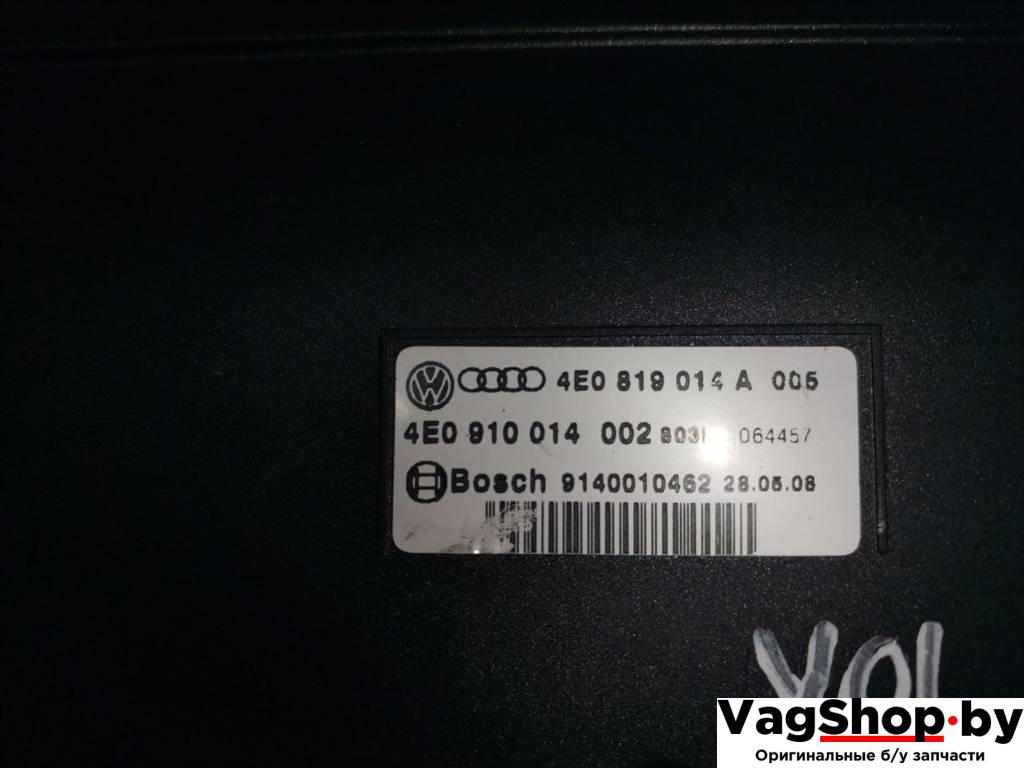 4E0 819 014 A 005
4E0 910 014 002 064457
Bosch 9140010462 28.05.08
VagShop.by
Оригинальные б/у запчасти